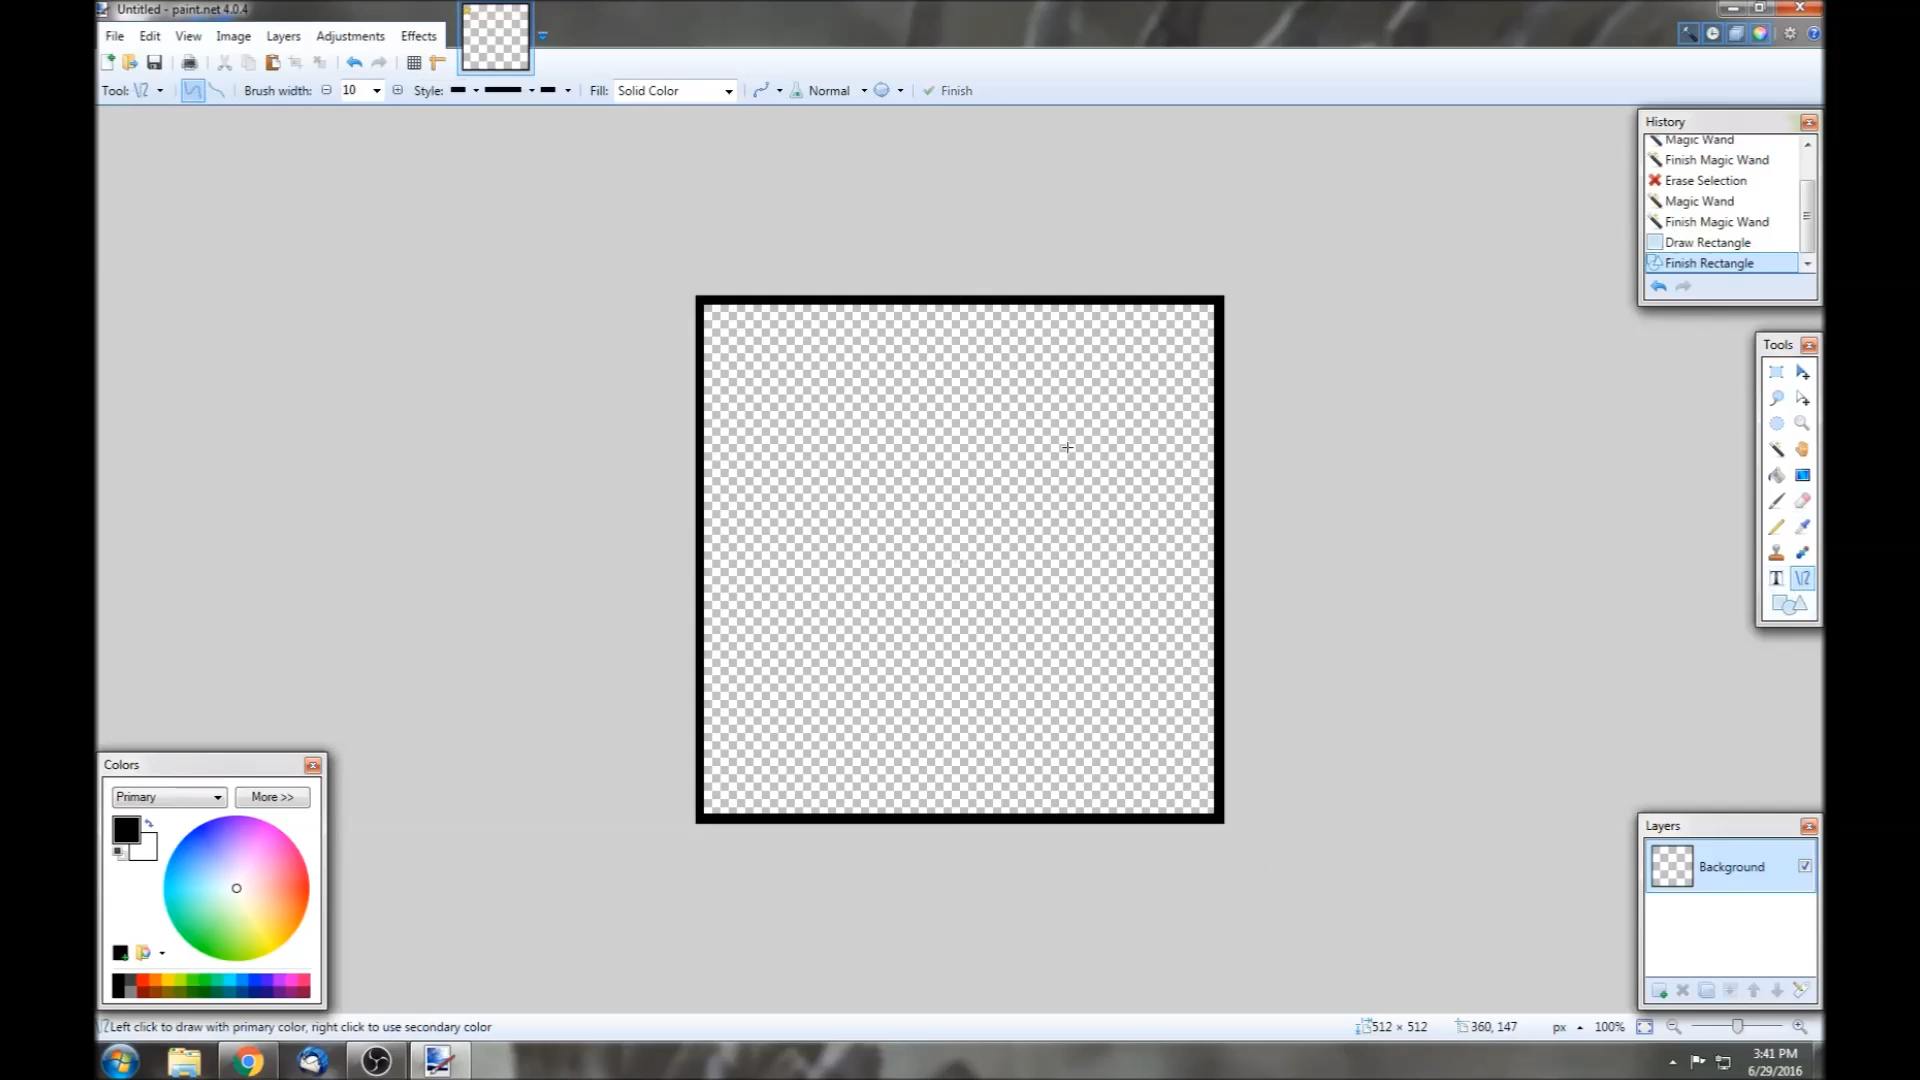 Untitled - paint.net 4.0.4
File Edit View Image Layers Adjustments Effects
Tool: Brush width: 10 Style: Fill: Solid Color Normal Finish
History
Magic Wand
Finish Magic Wand
Erase Selection
Magic Wand
Finish Magic Wand
Draw Rectangle
Finish Rectangle
Tools
Colors
Primary More >>
Layers
Background
Left click to draw with primary color, right click to use secondary color
512 × 512 360, 147 px 100%
3:41 PM
6/29/2016